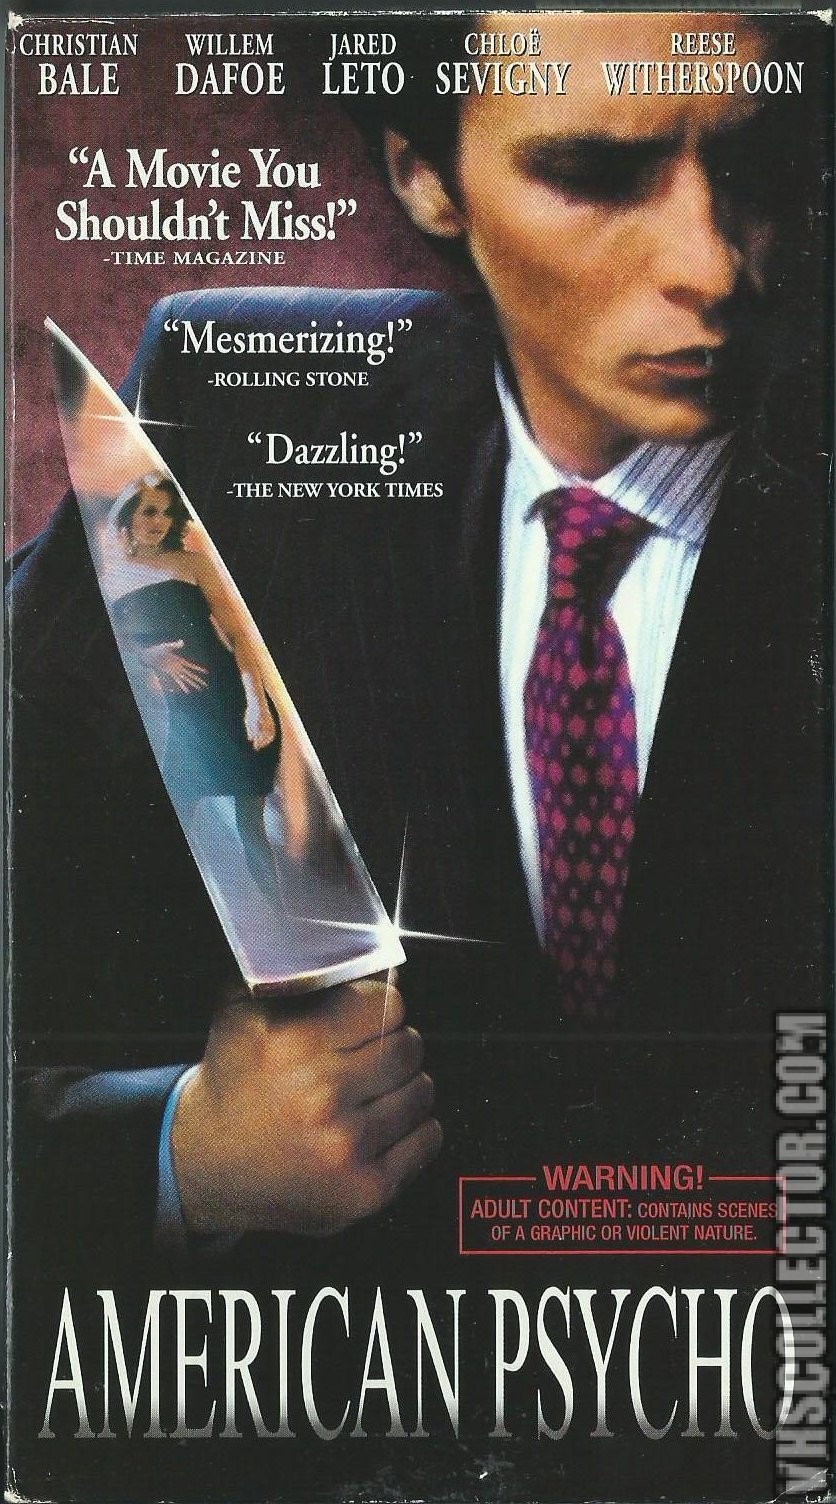 CHRISTIAN BALE
WILLEM DAFOE
JARED LETO
CHLOË SEVIGNY
REESE WITHERSPOON
“A Movie You
Shouldn't Miss!”
-TIME MAGAZINE
“Mesmerizing!”
-ROLLING STONE
“Dazzling!”
-THE NEW YORK TIMES
WARNING!
ADULT CONTENT: CONTAINS SCENES
OF A GRAPHIC OR VIOLENT NATURE.
AMERICAN PSYCHO
VHSCOLLECTOR.COM